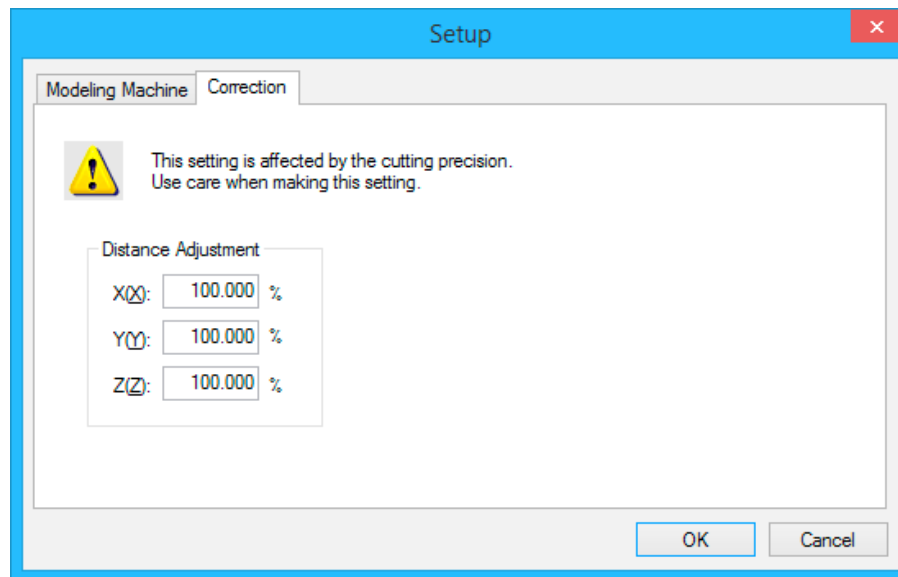 Setup
Modeling Machine
Correction
This setting is affected by the cutting precision.
Use care when making this setting.
Distance Adjustment
X(X): 100.000 %
Y(Y): 100.000 %
Z(Z): 100.000 %
OK
Cancel